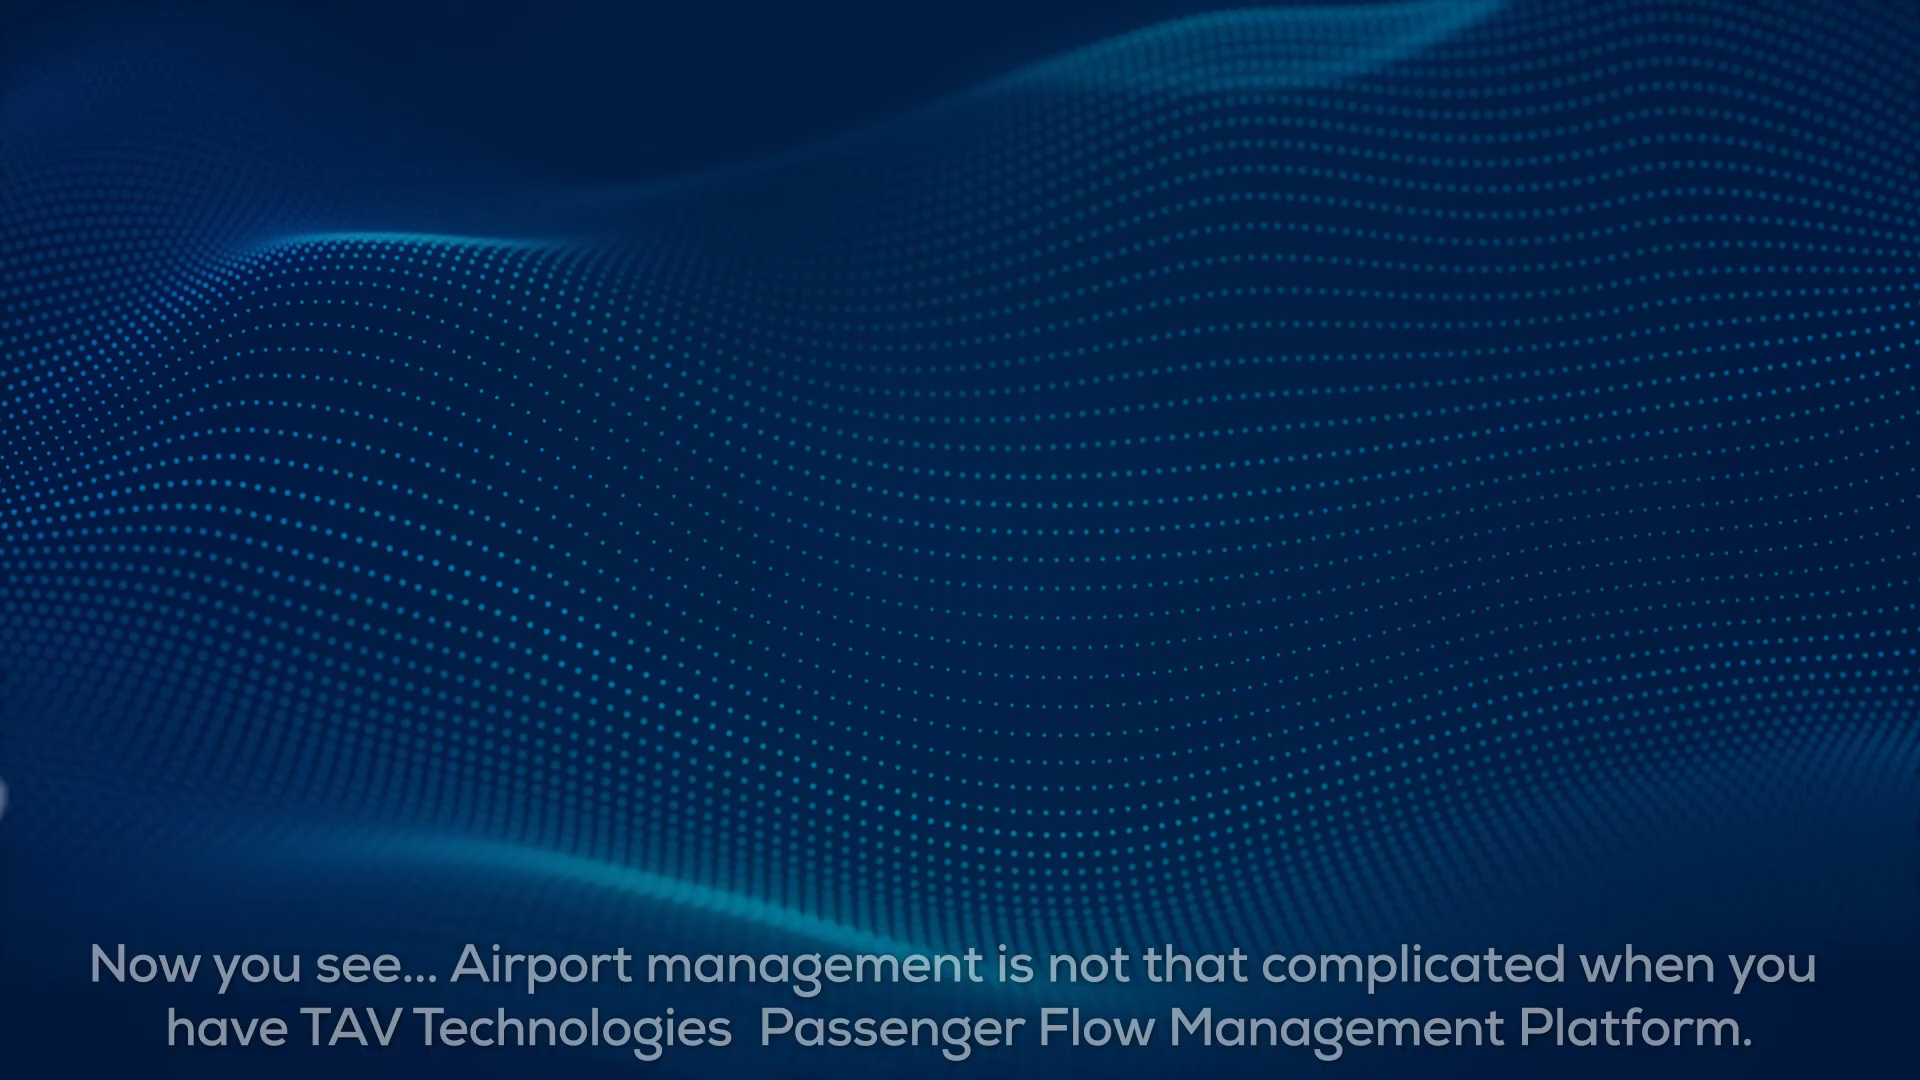 Now you see... Airport management is not that complicated when you
have TAV Technologies  Passenger Flow Management Platform.